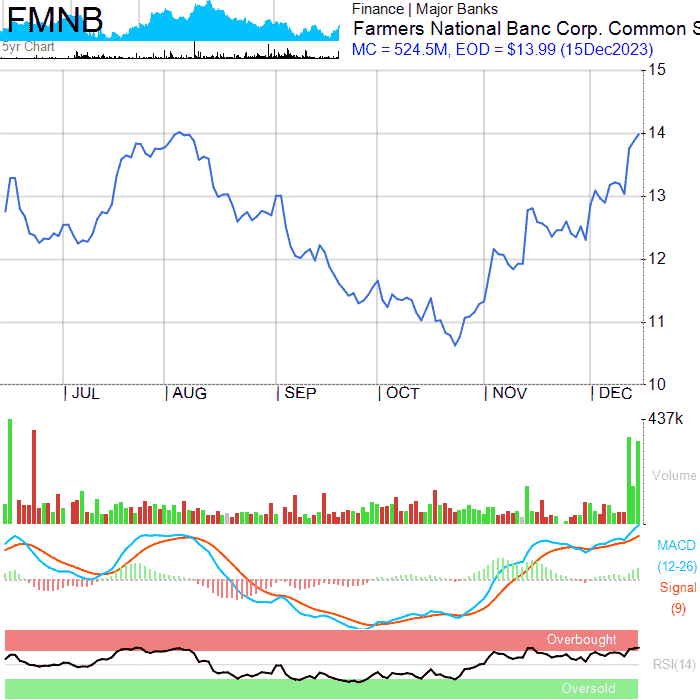 FMNB
5yr Chart
Finance | Major Banks
Farmers National Banc Corp. Common S
MC = 524.5M, EOD = $13.99 (15Dec2023)
15
14
13
12
11
10
JUL AUG SEP OCT NOV DEC
437k
Volume
MACD
(12-26)
Signal
(9)
Overbought
RSI(14)
Oversold